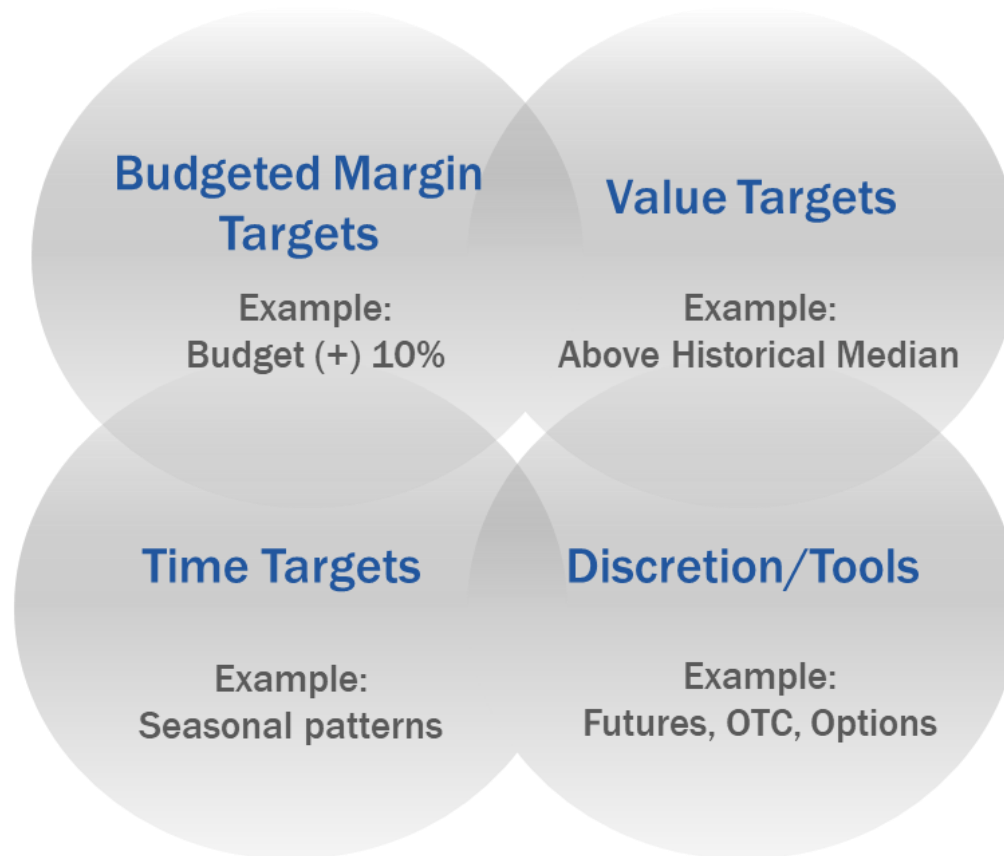 Budgeted Margin
Targets
Example:
Budget (+) 10%
Value Targets
Example:
Above Historical Median
Time Targets
Example:
Seasonal patterns
Discretion/Tools
Example:
Futures, OTC, Options